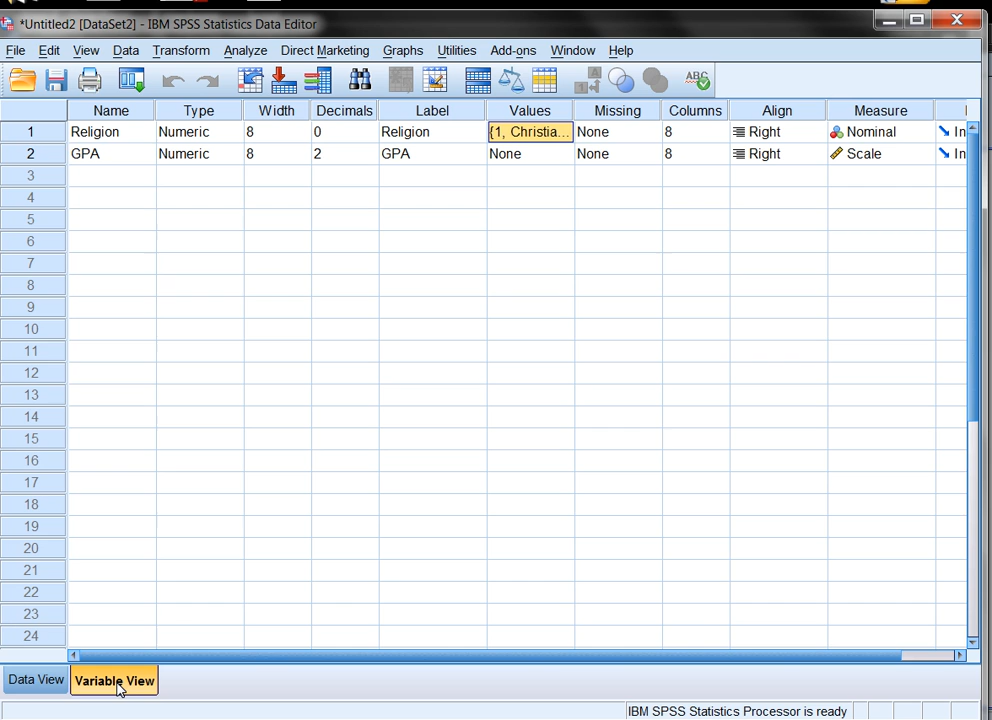 *Untitled2 [DataSet2] - IBM SPSS Statistics Data Editor
File Edit View Data Transform Analyze Direct Marketing Graphs Utilities Add-ons Window Help
A
ABC
Name Type Width Decimals Label Values Missing Columns Align Measure
1 Religion Numeric 8 0 Religion {1, Christia... None 8 Right Nominal In
2 GPA Numeric 8 2 GPA None None 8 Right Scale In
3
4
5
6
7
8
9
10
11
12
13
14
15
16
17
18
19
20
21
22
23
24
Data View Variable View
IBM SPSS Statistics Processor is ready